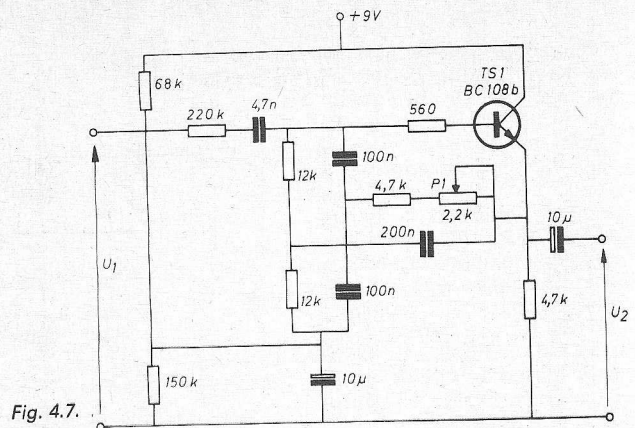 +9V
TS1
BC108b
68k
220k
4,7n
560
12k
100n
4,7k
P1
2,2k
200n
10µ
U1
12k
100n
4,7k
U2
150k
10µ
Fig. 4.7.